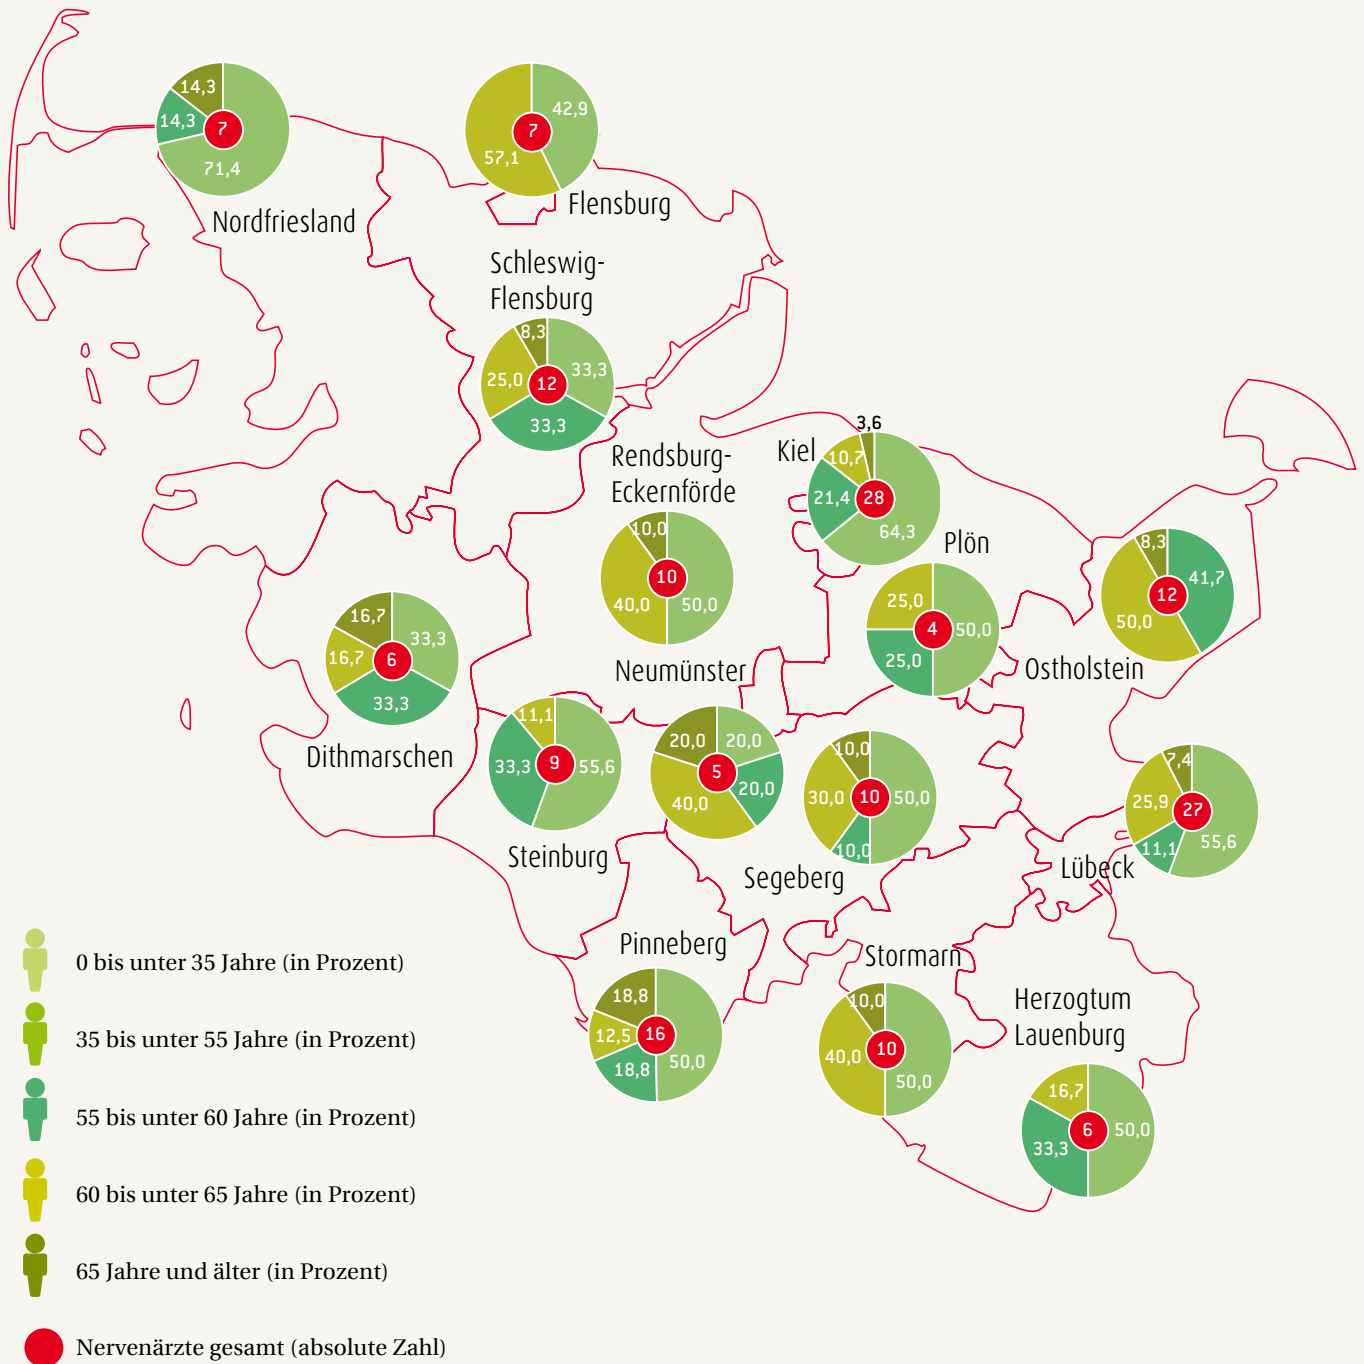 14,3
14,3
7
71,4
Nordfriesland
42,9
7
57,1
Flensburg
Schleswig-
Flensburg
8,3
33,3
25,0
12
33,3
Rendsburg-
Eckernförde
10,0
10
40,0
50,0
Kiel
3,6
10,7
21,4
28
64,3
Plön
25,0
4
50,0
25,0
8,3
41,7
12
50,0
Ostholstein
16,7
33,3
16,7
6
33,3
Dithmarschen
Neumünster
20,0
20,0
5
20,0
40,0
11,1
33,3
9
55,6
Steinburg
10,0
30,0
10
50,0
10,0
Segeberg
7,4
25,9
27
55,6
11,1
Lübeck
Pinneberg
18,8
12,5
16
50,0
18,8
Stormarn
10,0
40,0
10
50,0
Herzogtum
Lauenburg
16,7
6
50,0
33,3
0 bis unter 35 Jahre (in Prozent)
35 bis unter 55 Jahre (in Prozent)
55 bis unter 60 Jahre (in Prozent)
60 bis unter 65 Jahre (in Prozent)
65 Jahre und älter (in Prozent)
Nervenärzte gesamt (absolute Zahl)